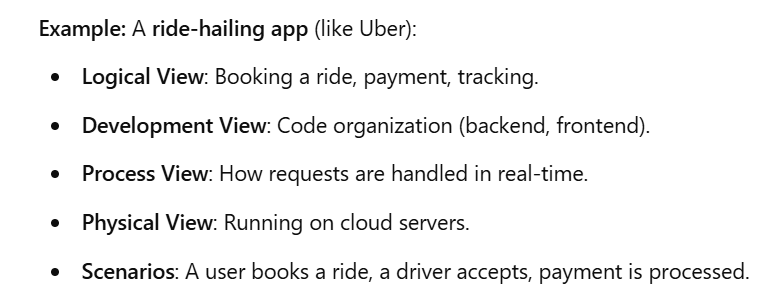 Example: A ride-hailing app (like Uber):
• Logical View: Booking a ride, payment, tracking.
• Development View: Code organization (backend, frontend).
• Process View: How requests are handled in real-time.
• Physical View: Running on cloud servers.
• Scenarios: A user books a ride, a driver accepts, payment is processed.